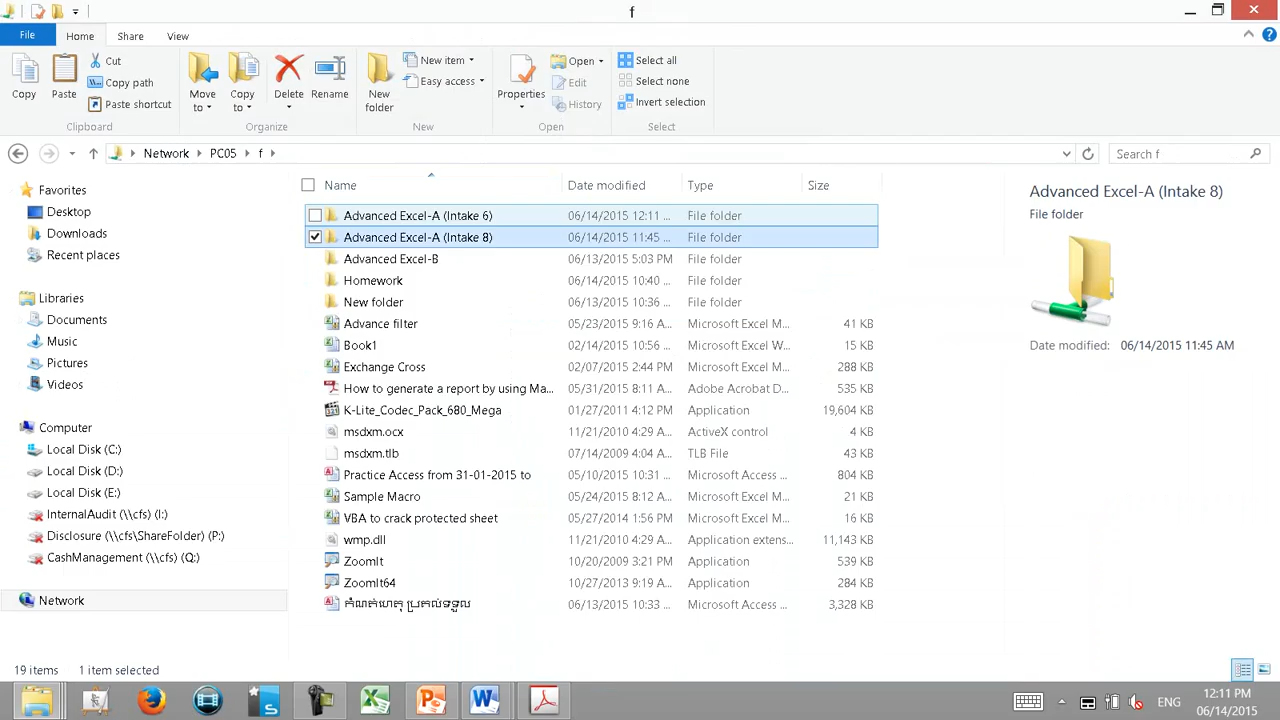 f
File Home Share View
Copy
Paste
Cut
Copy path
Paste shortcut
Clipboard
Move to
Copy to
Delete
Rename
Organize
New folder
New item
Easy access
New
Properties
Open
Edit
History
Open
Select all
Select none
Invert selection
Select
Network PC05 f
Search f
Favorites
Desktop
Downloads
Recent places
Libraries
Documents
Music
Pictures
Videos
Computer
Local Disk (C:)
Local Disk (D:)
Local Disk (E:)
InternalAudit (\\cfs) (I:)
Disclosure (\\cfs\ShareFolder) (P:)
CashManagement (\\cfs) (Q:)
Network
Name Date modified Type Size
Advanced Excel-A (Intake 6) 06/14/2015 12:11 ... File folder
Advanced Excel-A (Intake 8) 06/14/2015 11:45 ... File folder
Advanced Excel-B 06/13/2015 5:03 PM File folder
Homework 06/14/2015 10:40 ... File folder
New folder 06/13/2015 10:36 ... File folder
Advance filter 05/23/2015 9:16 A... Microsoft Excel M... 41 KB
Book1 02/14/2015 10:56 ... Microsoft Excel W... 15 KB
Exchange Cross 02/07/2015 2:44 PM Microsoft Excel M... 288 KB
How to generate a report by using Ma... 05/31/2015 8:11 A... Adobe Acrobat D... 535 KB
K-Lite_Codec_Pack_680_Mega 01/27/2011 4:12 PM Application 19,604 KB
msdxm.ocx 11/21/2010 4:29 A... ActiveX control 4 KB
msdxm.tlb 07/14/2009 4:04 A... TLB File 43 KB
Practice Access from 31-01-2015 to 05/10/2015 10:31 ... Microsoft Access ... 804 KB
Sample Macro 05/24/2015 8:12 A... Microsoft Excel M... 21 KB
VBA to crack protected sheet 05/27/2014 1:56 PM Microsoft Excel M... 16 KB
wmp.dll 11/21/2010 4:29 A... Application extens... 11,143 KB
ZoomIt 10/20/2009 3:21 PM Application 539 KB
ZoomIt64 10/27/2013 9:19 A... Application 284 KB
កំណត់ហេតុ ប្រគល់ទទួល 06/13/2015 10:33 ... Microsoft Access ... 3,328 KB
Advanced Excel-A (Intake 8)
File folder
Date modified: 06/14/2015 11:45 AM
19 items 1 item selected
ENG
12:11 PM
06/14/2015